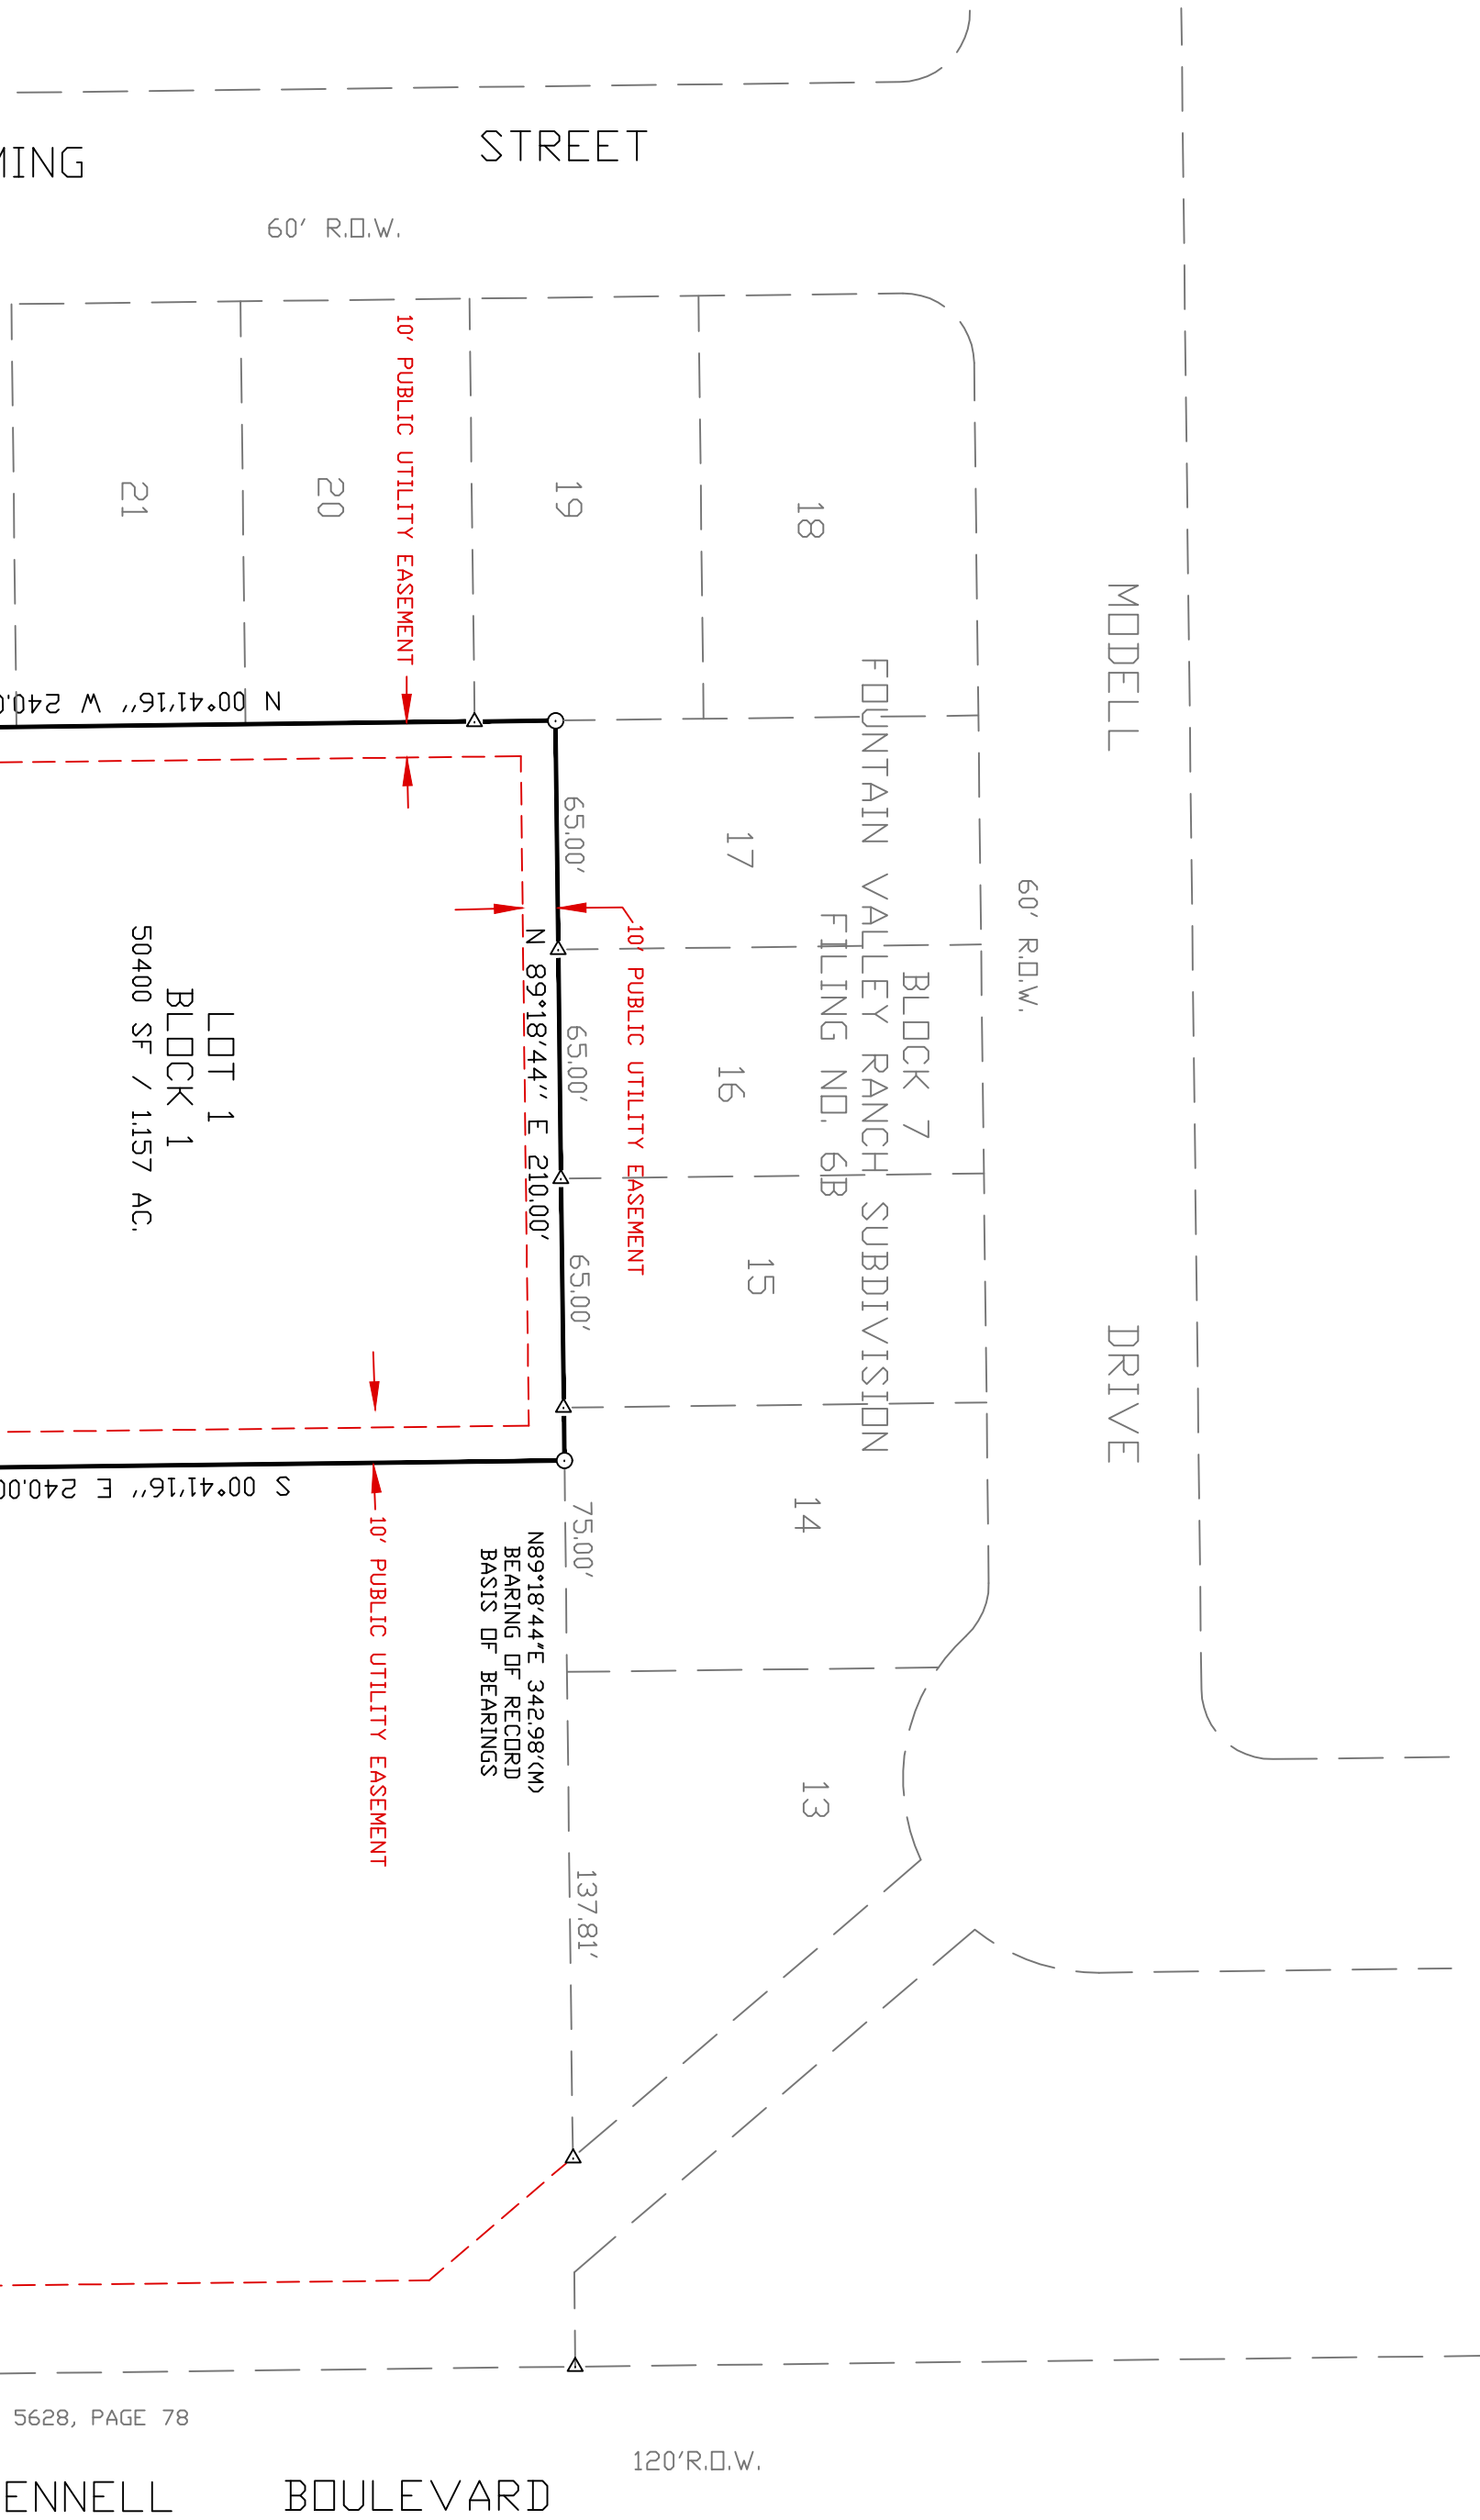 MING STREET
60' R.O.W.
10' PUBLIC UTILITY EASEMENT
21
20
19
18
MODELL DRIVE
60' R.O.W.
N 00°41'16'' W 240.0
65.00'
65.00'
65.00'
75.00'
137.81'
17
16
15
14
13
BLOCK 7
FOUNTAIN VALLEY RANCH SUBDIVISION
FILING NO. 6B
10' PUBLIC UTILITY EASEMENT
N 89°18'44'' E 210.00'
LOT 1
BLOCK 1
50400 SF / 1.157 AC.
S 00°41'16'' E 240.00
N89°18'44"E 342.98'(M)
BEARING OF RECORD
BASIS OF BEARINGS
10' PUBLIC UTILITY EASEMENT
5628, PAGE 78
120'R.O.W.
ENNELL BOULEVARD